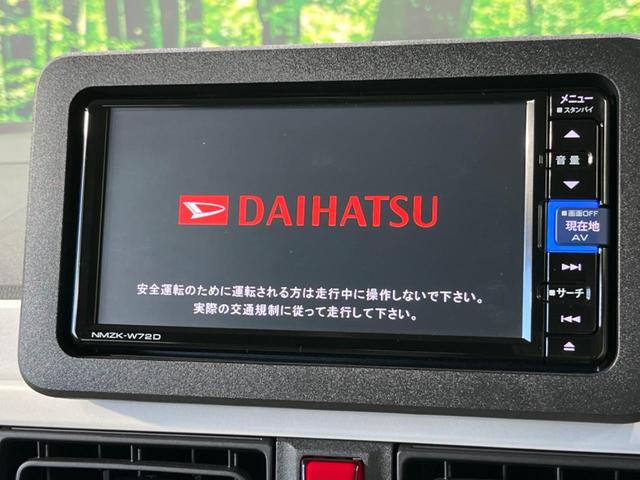 DAIHATSU
安全運転のために運転される方は走行中に操作しないで下さい。
実際の交通規制に従って走行して下さい。
NMZK-W72D
メニュー
■スタンバイ
音量
■画面OFF
現在地
AV
■サーチ